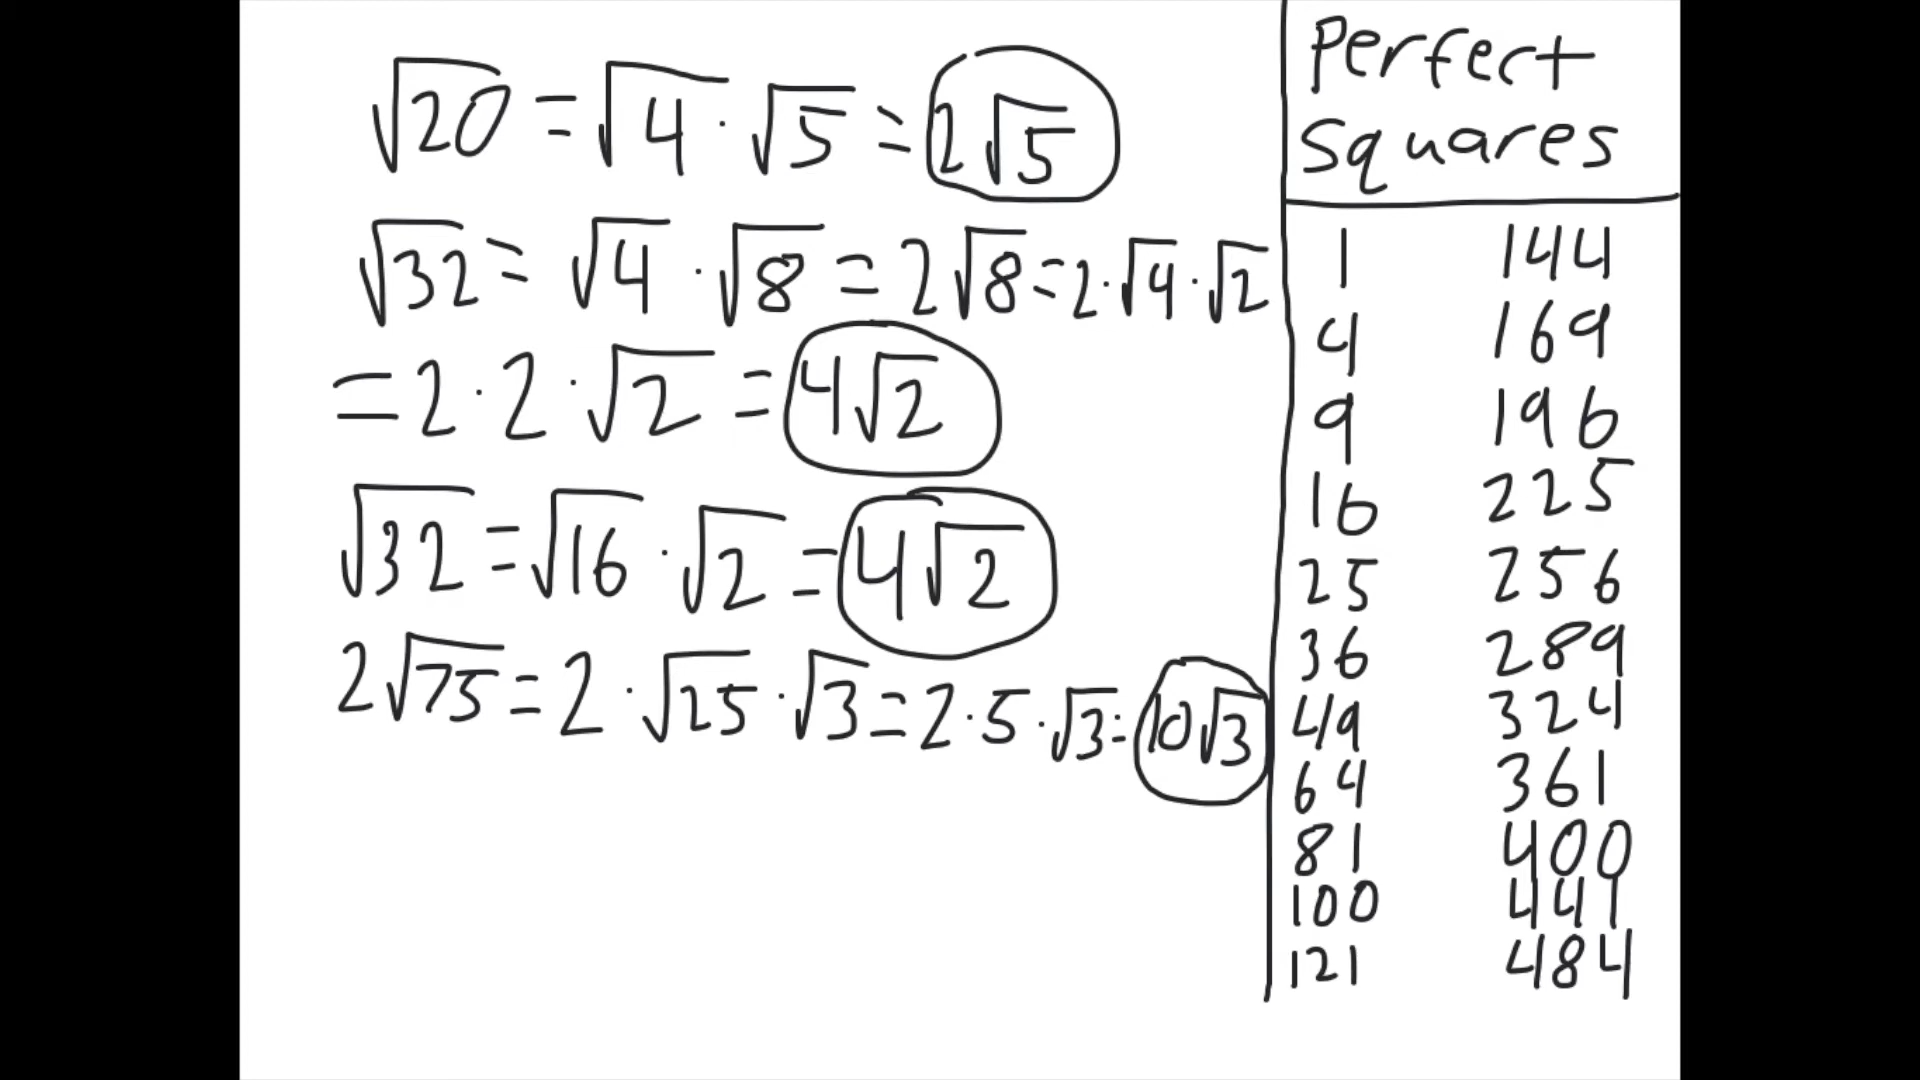 √20 = √4 · √5 = 2√5
√32 = √4 · √8 = 2√8 = 2·√4·√2
= 2 · 2 · √2 = 4√2
√32 = √16 · √2 = 4√2
2√75 = 2 · √25 · √3 = 2·5·√3 = 10√3
Perfect
Squares
1 144
4 169
9 196
16 225
25 256
36 289
49 324
64 361
81 400
100 441
121 484